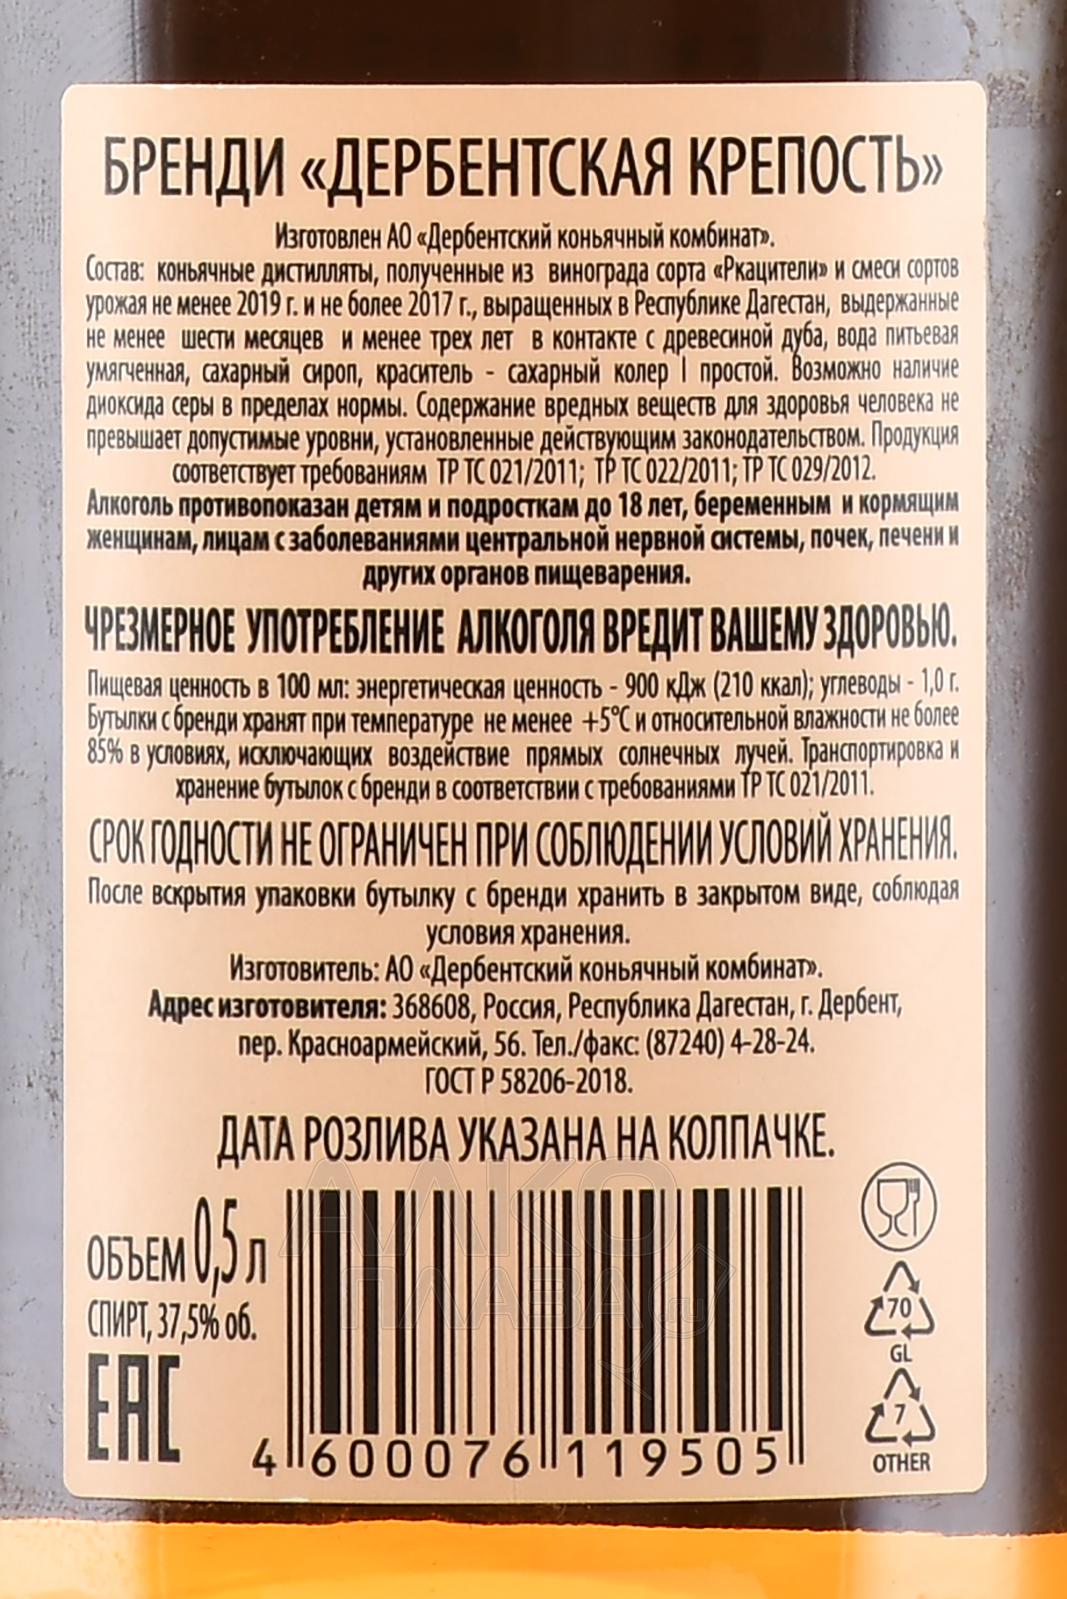 БРЕНДИ «ДЕРБЕНТСКАЯ КРЕПОСТЬ»
Изготовлен АО «Дербентский коньячный комбинат».
Состав: коньячные дистилляты, полученные из винограда сорта «Ркацители» и смеси сортов
урожая не менее 2019 г. и не более 2017 г., выращенных в Республике Дагестан, выдержанные
не менее шести месяцев и менее трех лет в контакте с древесиной дуба, вода питьевая
умягченная, сахарный сироп, краситель - сахарный колер I простой. Возможно наличие
диоксида серы в пределах нормы. Содержание вредных веществ для здоровья человека не
превышает допустимые уровни, установленные действующим законодательством. Продукция
соответствует требованиям ТР ТС 021/2011; ТР ТС 022/2011; ТР ТС 029/2012.
Алкоголь противопоказан детям и подросткам до 18 лет, беременным и кормящим
женщинам, лицам с заболеваниями центральной нервной системы, почек, печени и
других органов пищеварения.
ЧРЕЗМЕРНОЕ УПОТРЕБЛЕНИЕ АЛКОГОЛЯ ВРЕДИТ ВАШЕМУ ЗДОРОВЬЮ.
Пищевая ценность в 100 мл: энергетическая ценность - 900 кДж (210 ккал); углеводы - 1,0 г.
Бутылки с бренди хранят при температуре не менее +5°С и относительной влажности не более
85% в условиях, исключающих воздействие прямых солнечных лучей. Транспортировка и
хранение бутылок с бренди в соответствии с требованиями ТР ТС 021/2011.
СРОК ГОДНОСТИ НЕ ОГРАНИЧЕН ПРИ СОБЛЮДЕНИИ УСЛОВИЙ ХРАНЕНИЯ.
После вскрытия упаковки бутылку с бренди хранить в закрытом виде, соблюдая
условия хранения.
Изготовитель: АО «Дербентский коньячный комбинат».
Адрес изготовителя: 368608, Россия, Республика Дагестан, г. Дербент,
пер. Красноармейский, 56. Тел./факс: (87240) 4-28-24.
ГОСТ Р 58206-2018.
ДАТА РОЗЛИВА УКАЗАНА НА КОЛПАЧКЕ.
ОБЪЕМ 0,5 л
СПИРТ, 37,5% об.
ЕАС
4 600076 119505
70
GL
7
OTHER
АЛКО
ПЛАЗА.ru